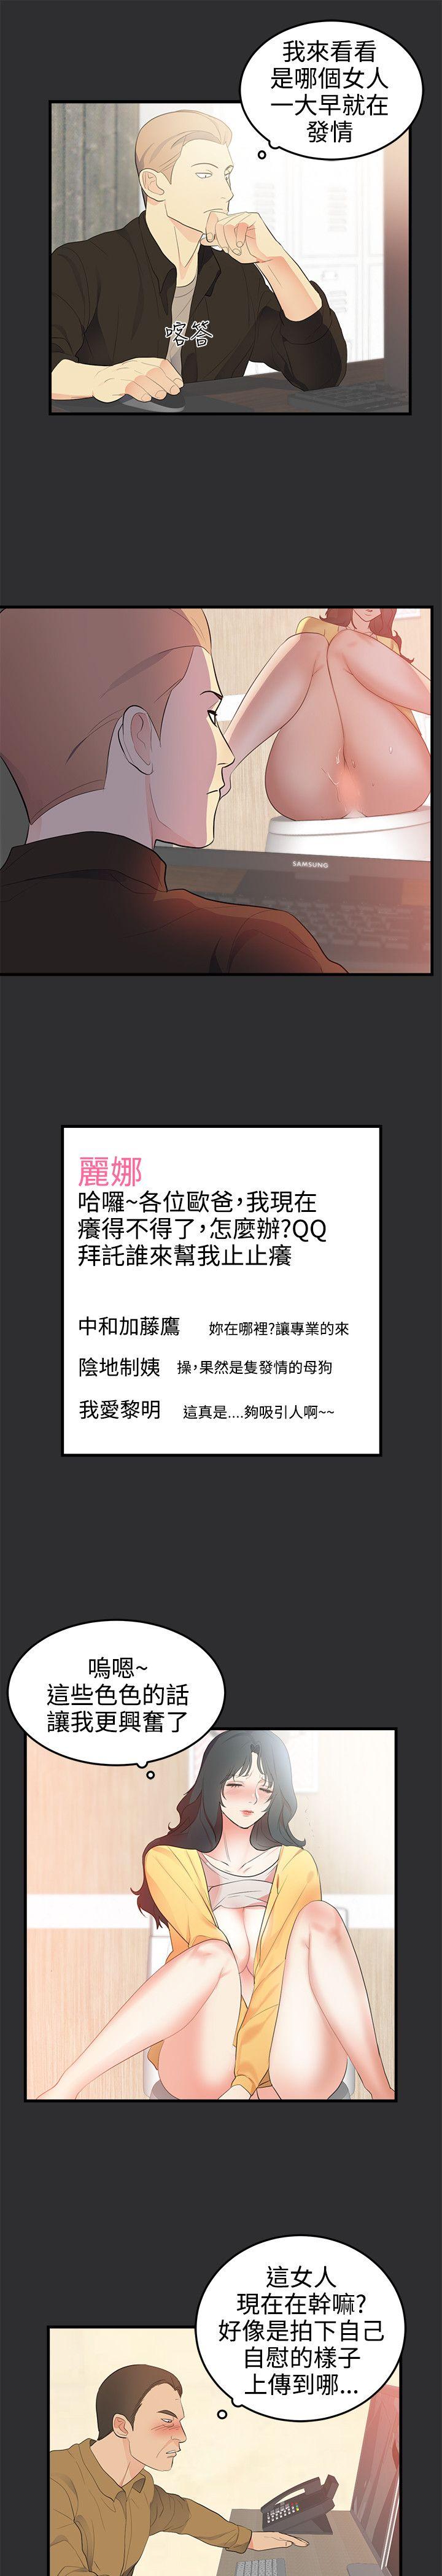 我來看看
是哪個女人
一大早就在
發情
喀答
SAMSUNG
麗娜
哈囉~各位歐爸,我現在
癢得不得了,怎麼辦?QQ
拜託誰來幫我止止癢
中和加藤鷹 妳在哪裡?讓專業的來
陰地制姨 操,果然是隻發情的母狗
我愛黎明 這真是....夠吸引人啊~~
嗚嗯~
這些色色的話
讓我更興奮了
這女人
現在在幹嘛?
好像是拍下自己
自慰的樣子
上傳到哪...